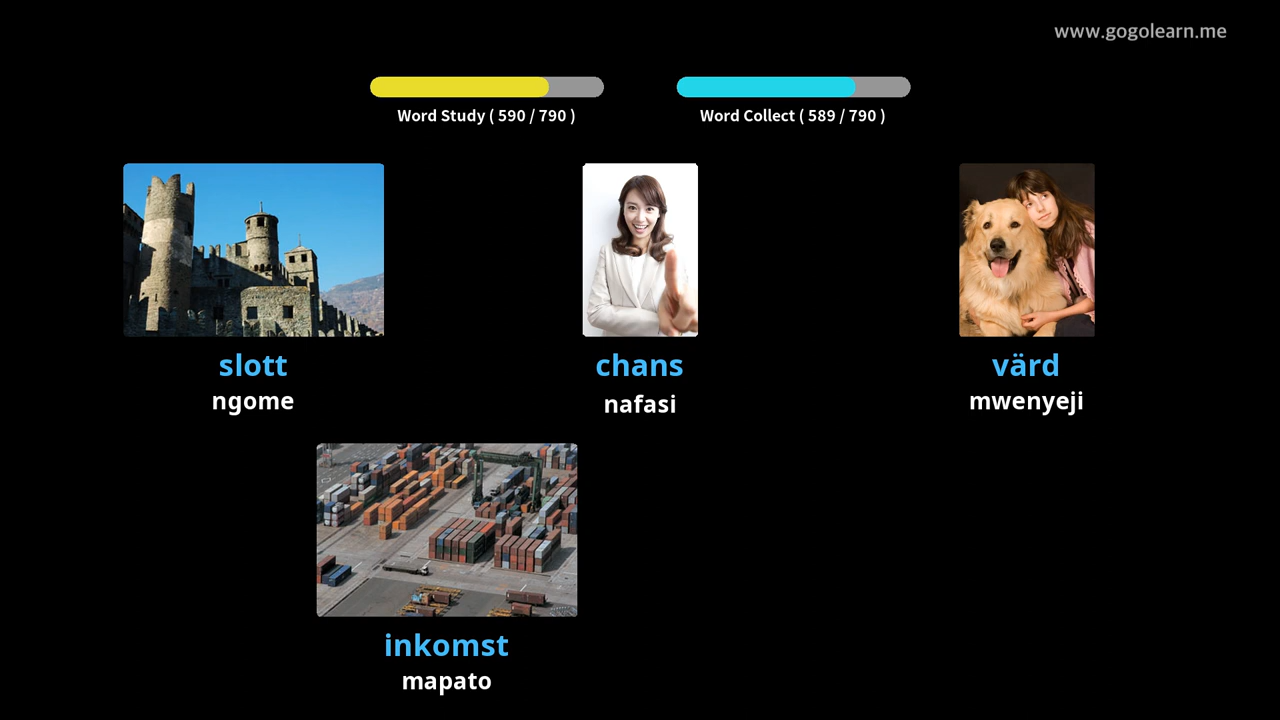 www.gogolearn.me
Word Study ( 590 / 790 )
Word Collect ( 589 / 790 )
slott
ngome
chans
nafasi
värd
mwenyeji
inkomst
mapato